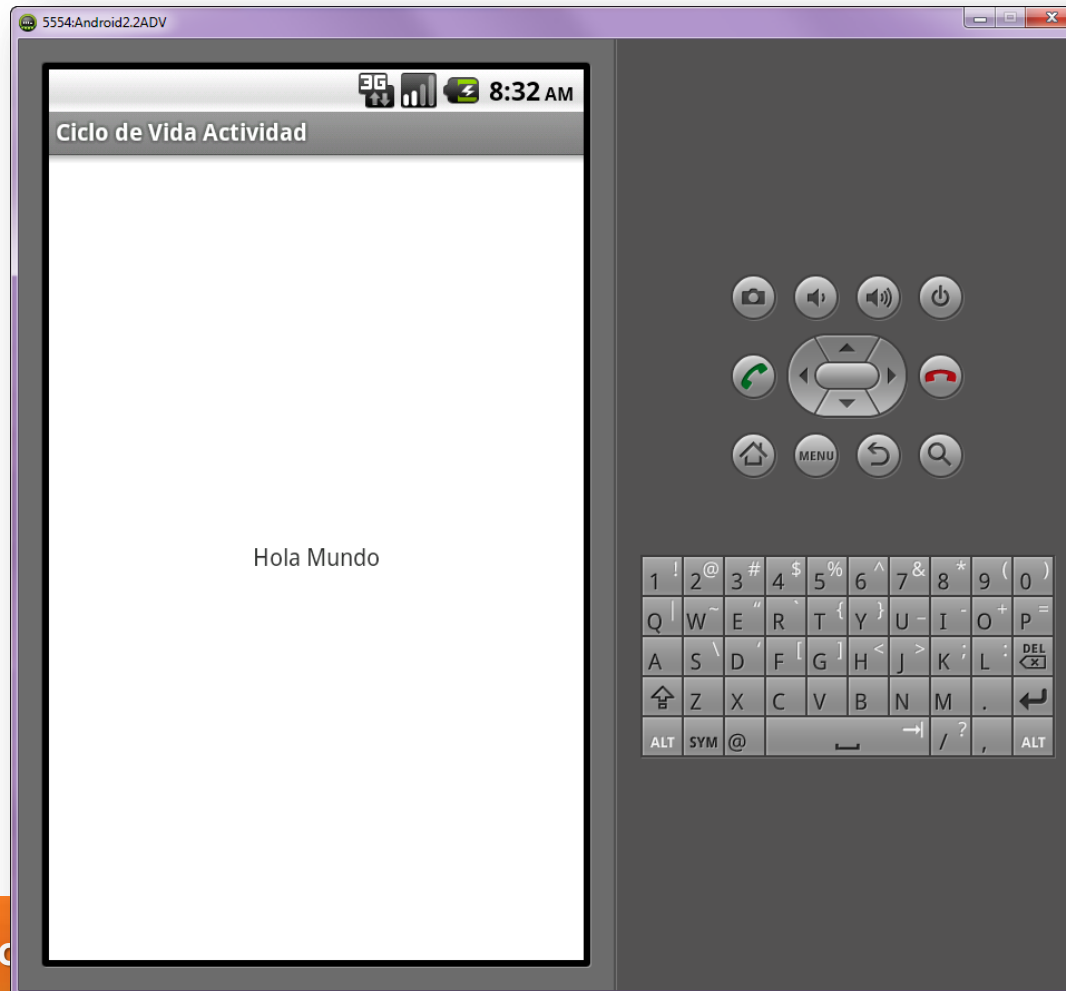 5554:Android2.2ADV
3G 8:32 AM
Ciclo de Vida Actividad
Hola Mundo
MENU
1 ! 2 @ 3 # 4 $ 5 % 6 ^ 7 & 8 * 9 ( 0 )
Q | W ~ E " R ` T { Y } U _ I - O + P =
A S \ D ' F [ G ] H < J > K ; L : DEL
Z X C V B N M .
ALT SYM @ / ? , ALT